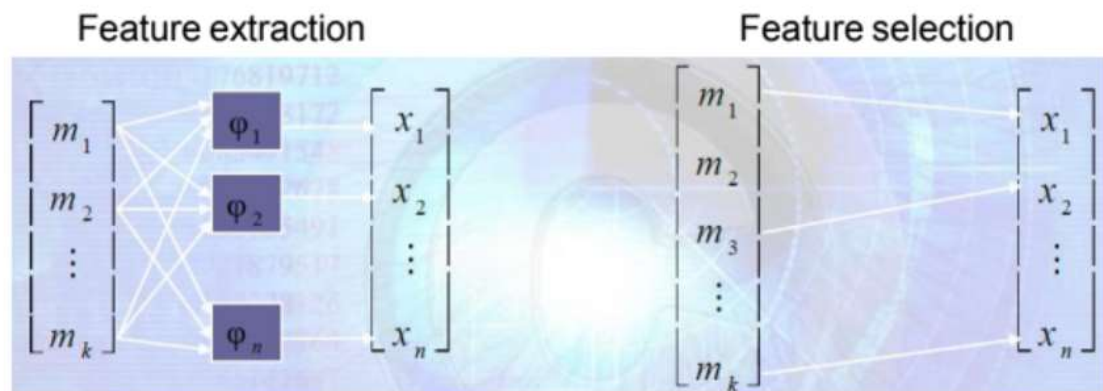 Feature extraction
Feature selection
m₁
m₂
⋮
mₖ
φ₁
φ₂
φₙ
x₁
x₂
⋮
xₙ
m₁
m₂
m₃
⋮
mₖ
x₁
x₂
⋮
xₙ